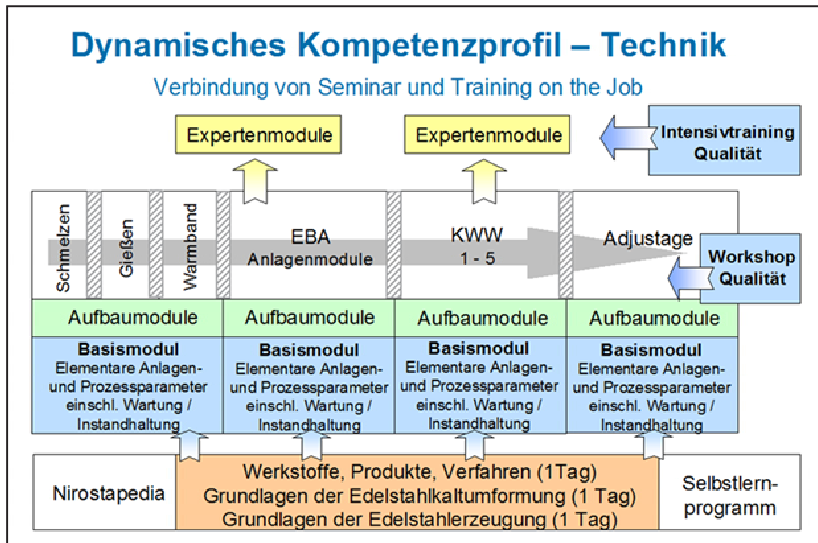 Dynamisches Kompetenzprofil – Technik
Verbindung von Seminar und Training on the Job
Expertenmodule
Expertenmodule
Intensivtraining
Qualität
Schmelzen
Gießen
Warmband
EBA
Anlagenmodule
KWW
1 - 5
Adjustage
Workshop
Qualität
Aufbaumodule
Aufbaumodule
Aufbaumodule
Aufbaumodule
Basismodul
Elementare Anlagen-
und Prozessparameter
einschl. Wartung /
Instandhaltung
Basismodul
Elementare Anlagen-
und Prozessparameter
einschl. Wartung /
Instandhaltung
Basismodul
Elementare Anlagen-
und Prozessparameter
einschl. Wartung /
Instandhaltung
Basismodul
Elementare Anlagen-
und Prozessparameter
einschl. Wartung /
Instandhaltung
Nirostapedia
Werkstoffe, Produkte, Verfahren (1Tag)
Grundlagen der Edelstahlkaltumformung (1 Tag)
Grundlagen der Edelstahlerzeugung (1 Tag)
Selbstlern-
programm